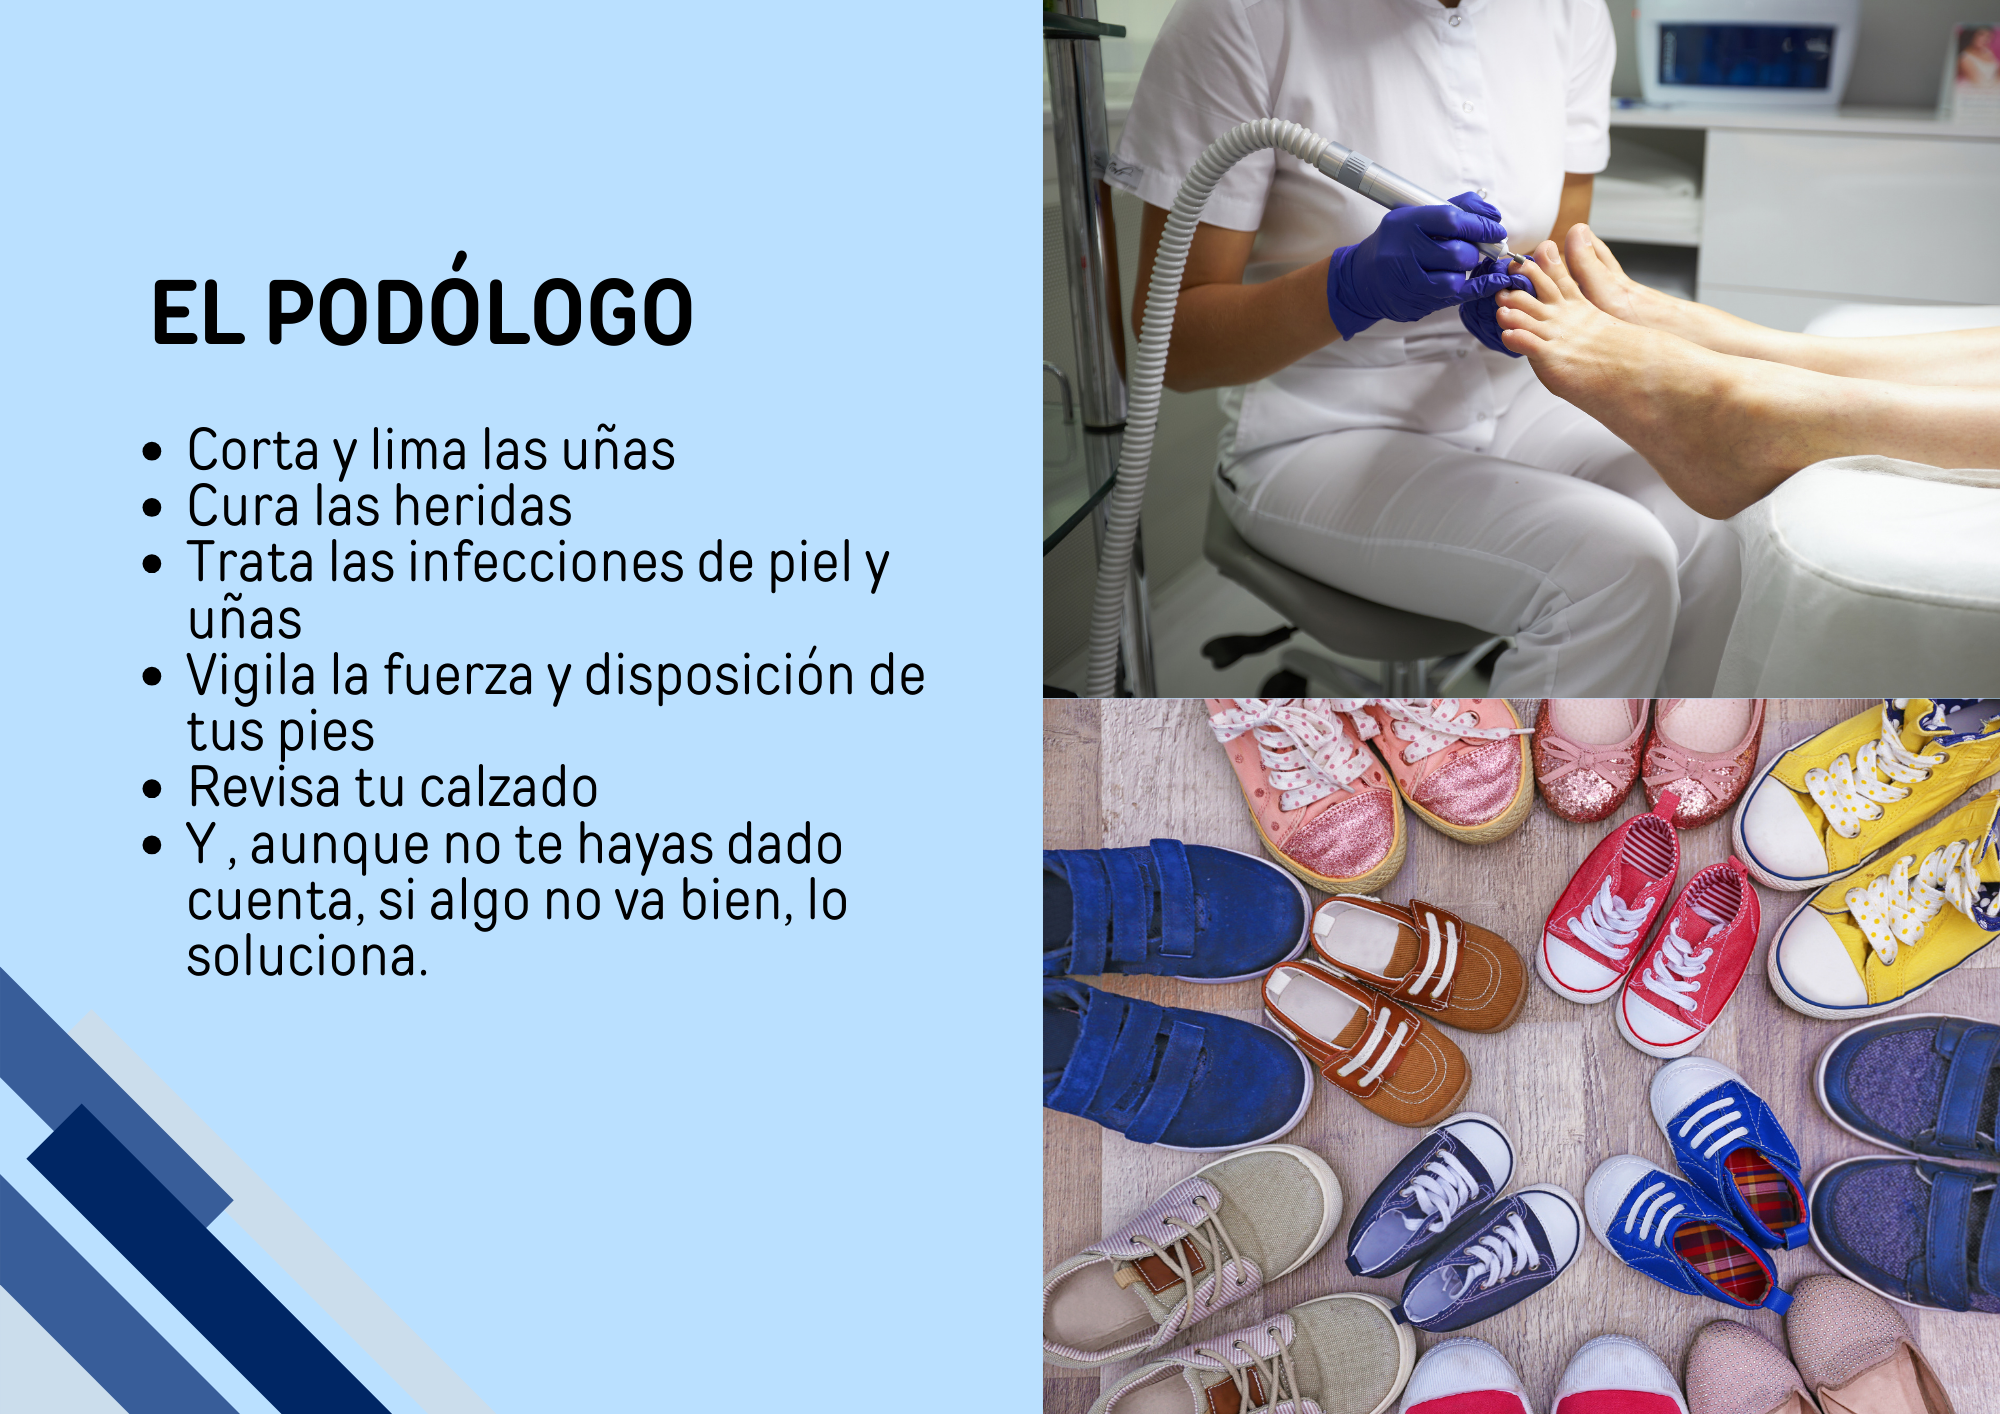 EL PODÓLOGO
• Corta y lima las uñas
• Cura las heridas
• Trata las infecciones de piel y
uñas
• Vigila la fuerza y disposición de
tus pies
• Revisa tu calzado
• Y , aunque no te hayas dado
cuenta, si algo no va bien, lo
soluciona.